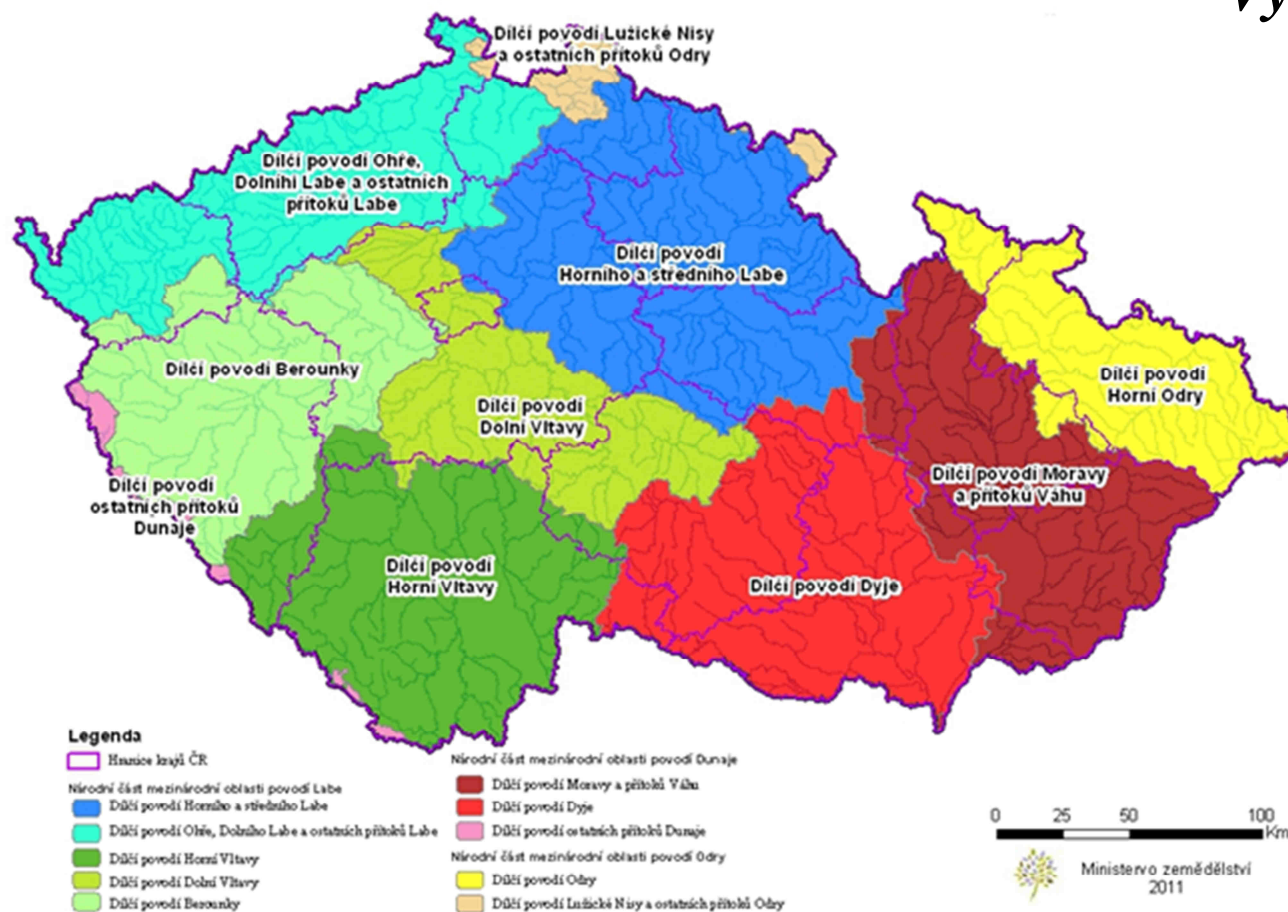 vy
Dílčí povodí Lužické Nisy
a ostatních přítoků Odry
Dílčí povodí Ohře,
Dolního Labe a ostatních
přítoků Labe
Dílčí povodí
Horního a středního Labe
Dílčí povodí Berounky
Dílčí povodí
Horní Odry
Dílčí povodí
Dolní Vltavy
Dílčí povodí Moravy
a přítoků Váhu
Dílčí povodí
ostatních přítoků
Dunaje
Dílčí povodí
Horní Vltavy
Dílčí povodí Dyje
Legenda
Hranice krajů ČR
Národní část mezinárodní oblasti povodí Labe
Dílčí povodí Horního a středního Labe
Dílčí povodí Ohře, Dolního Labe a ostatních přítoků Labe
Dílčí povodí Horní Vltavy
Dílčí povodí Dolní Vltavy
Dílčí povodí Berounky
Národní část mezinárodní oblasti povodí Dunaje
Dílčí povodí Moravy a přítoků Váhu
Dílčí povodí Dyje
Dílčí povodí ostatních přítoků Dunaje
Národní část mezinárodní oblasti povodí Odry
Dílčí povodí Odry
Dílčí povodí Lužické Nisy a ostatních přítoků Odry
0 25 50 100
Km
Ministervo zemědělství
2011